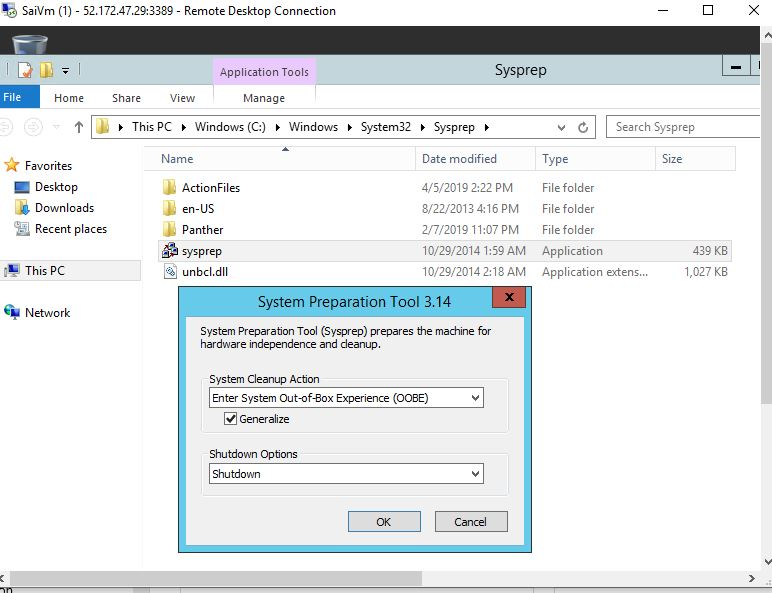 SaiVm (1) - 52.172.47.29:3389 - Remote Desktop Connection
Application Tools
Sysprep
File Home Share View Manage
This PC Windows (C:) Windows System32 Sysprep
Search Sysprep
Favorites
Desktop
Downloads
Recent places
This PC
Network
Name Date modified Type Size
ActionFiles 4/5/2019 2:22 PM File folder
en-US 8/22/2013 4:16 PM File folder
Panther 2/7/2019 11:07 PM File folder
sysprep 10/29/2014 1:59 AM Application 439 KB
unbcl.dll 10/29/2014 2:18 AM Application extens... 1,027 KB
System Preparation Tool 3.14
X
System Preparation Tool (Sysprep) prepares the machine for
hardware independence and cleanup.
System Cleanup Action
Enter System Out-of-Box Experience (OOBE)
Generalize
Shutdown Options
Shutdown
OK Cancel